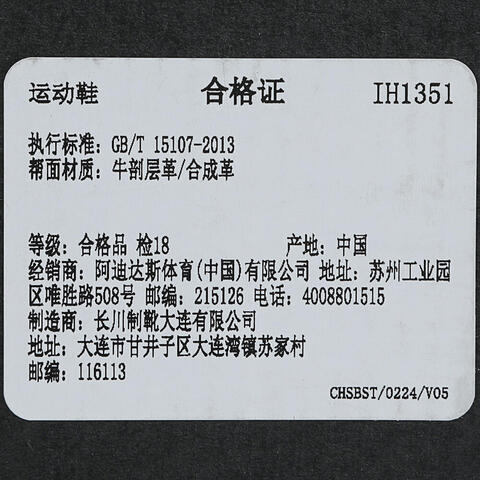 运动鞋 合格证 IH1351
执行标准: GB/T 15107-2013
帮面材质: 牛剖层革/合成革
等级: 合格品 检18 产地: 中国
经销商: 阿迪达斯体育(中国)有限公司 地址: 苏州工业园
区唯胜路508号 邮编: 215126 电话: 4008801515
制造商: 长川制靴大连有限公司
地址: 大连市甘井子区大连湾镇苏家村
邮编: 116113
CHSBST/0224/V05